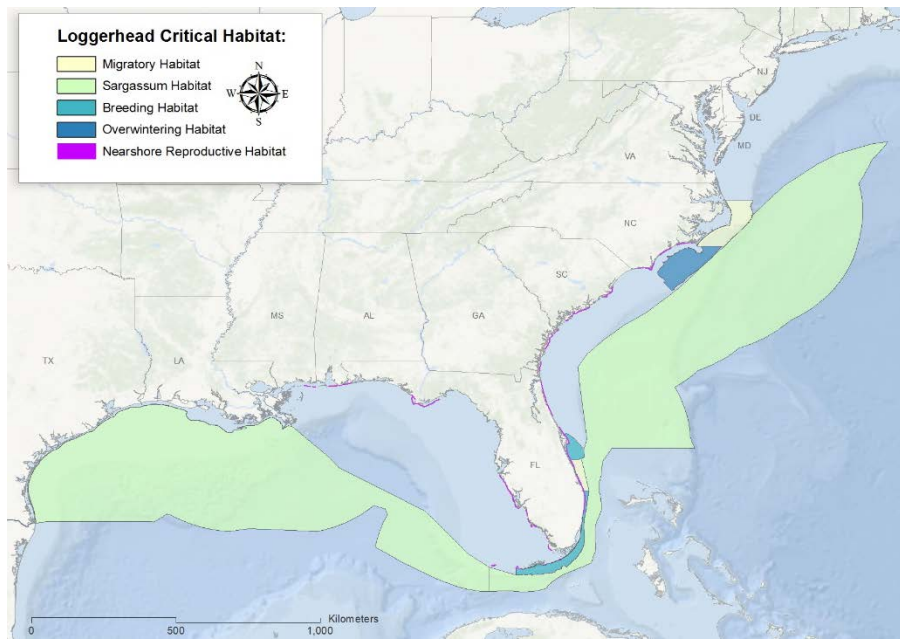 Loggerhead Critical Habitat:
Migratory Habitat
Sargassum Habitat
Breeding Habitat
Overwintering Habitat
Nearshore Reproductive Habitat
N
W E
S
NJ
DE
MD
VA
NC
SC
MS AL GA
TX LA
FL
Kilometers
0 500 1,000